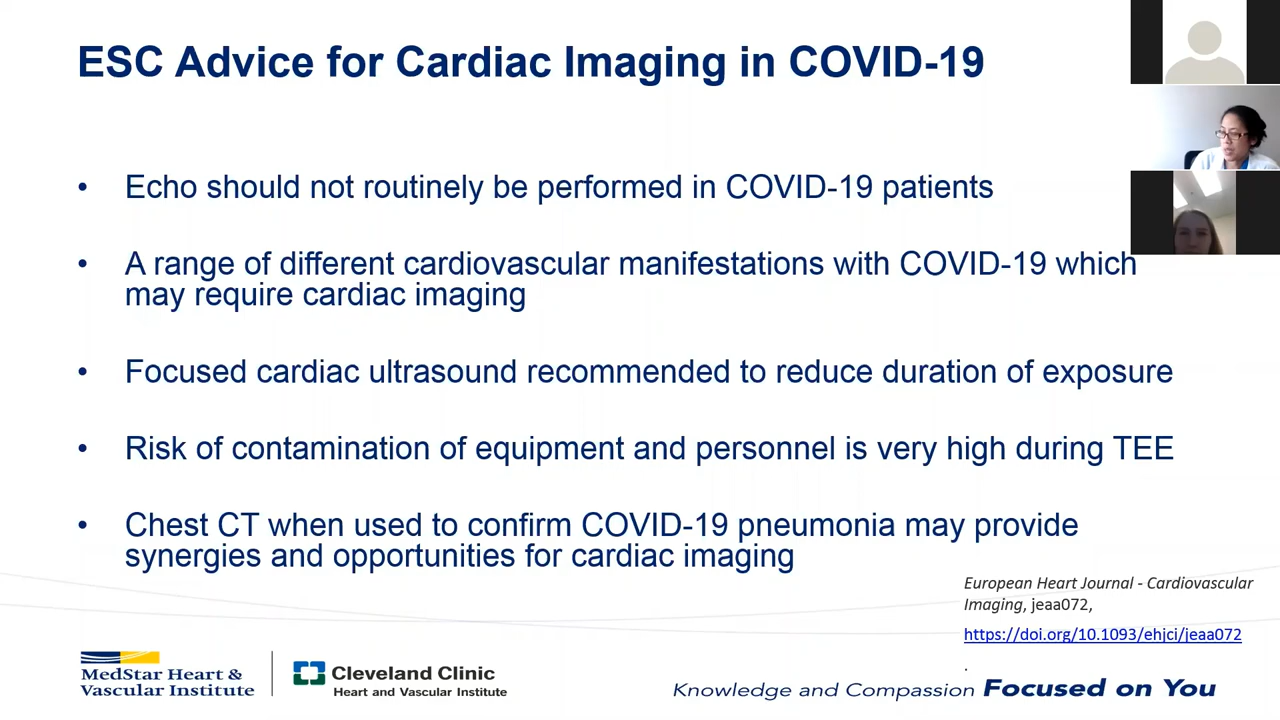 ESC Advice for Cardiac Imaging in COVID-19
• Echo should not routinely be performed in COVID-19 patients
• A range of different cardiovascular manifestations with COVID-19 which
may require cardiac imaging
• Focused cardiac ultrasound recommended to reduce duration of exposure
• Risk of contamination of equipment and personnel is very high during TEE
• Chest CT when used to confirm COVID-19 pneumonia may provide
synergies and opportunities for cardiac imaging
European Heart Journal - Cardiovascular
Imaging, jeaa072,
https://doi.org/10.1093/ehjci/jeaa072
.
MedStar Heart &
Vascular Institute
Cleveland Clinic
Heart and Vascular Institute
Knowledge and Compassion Focused on You